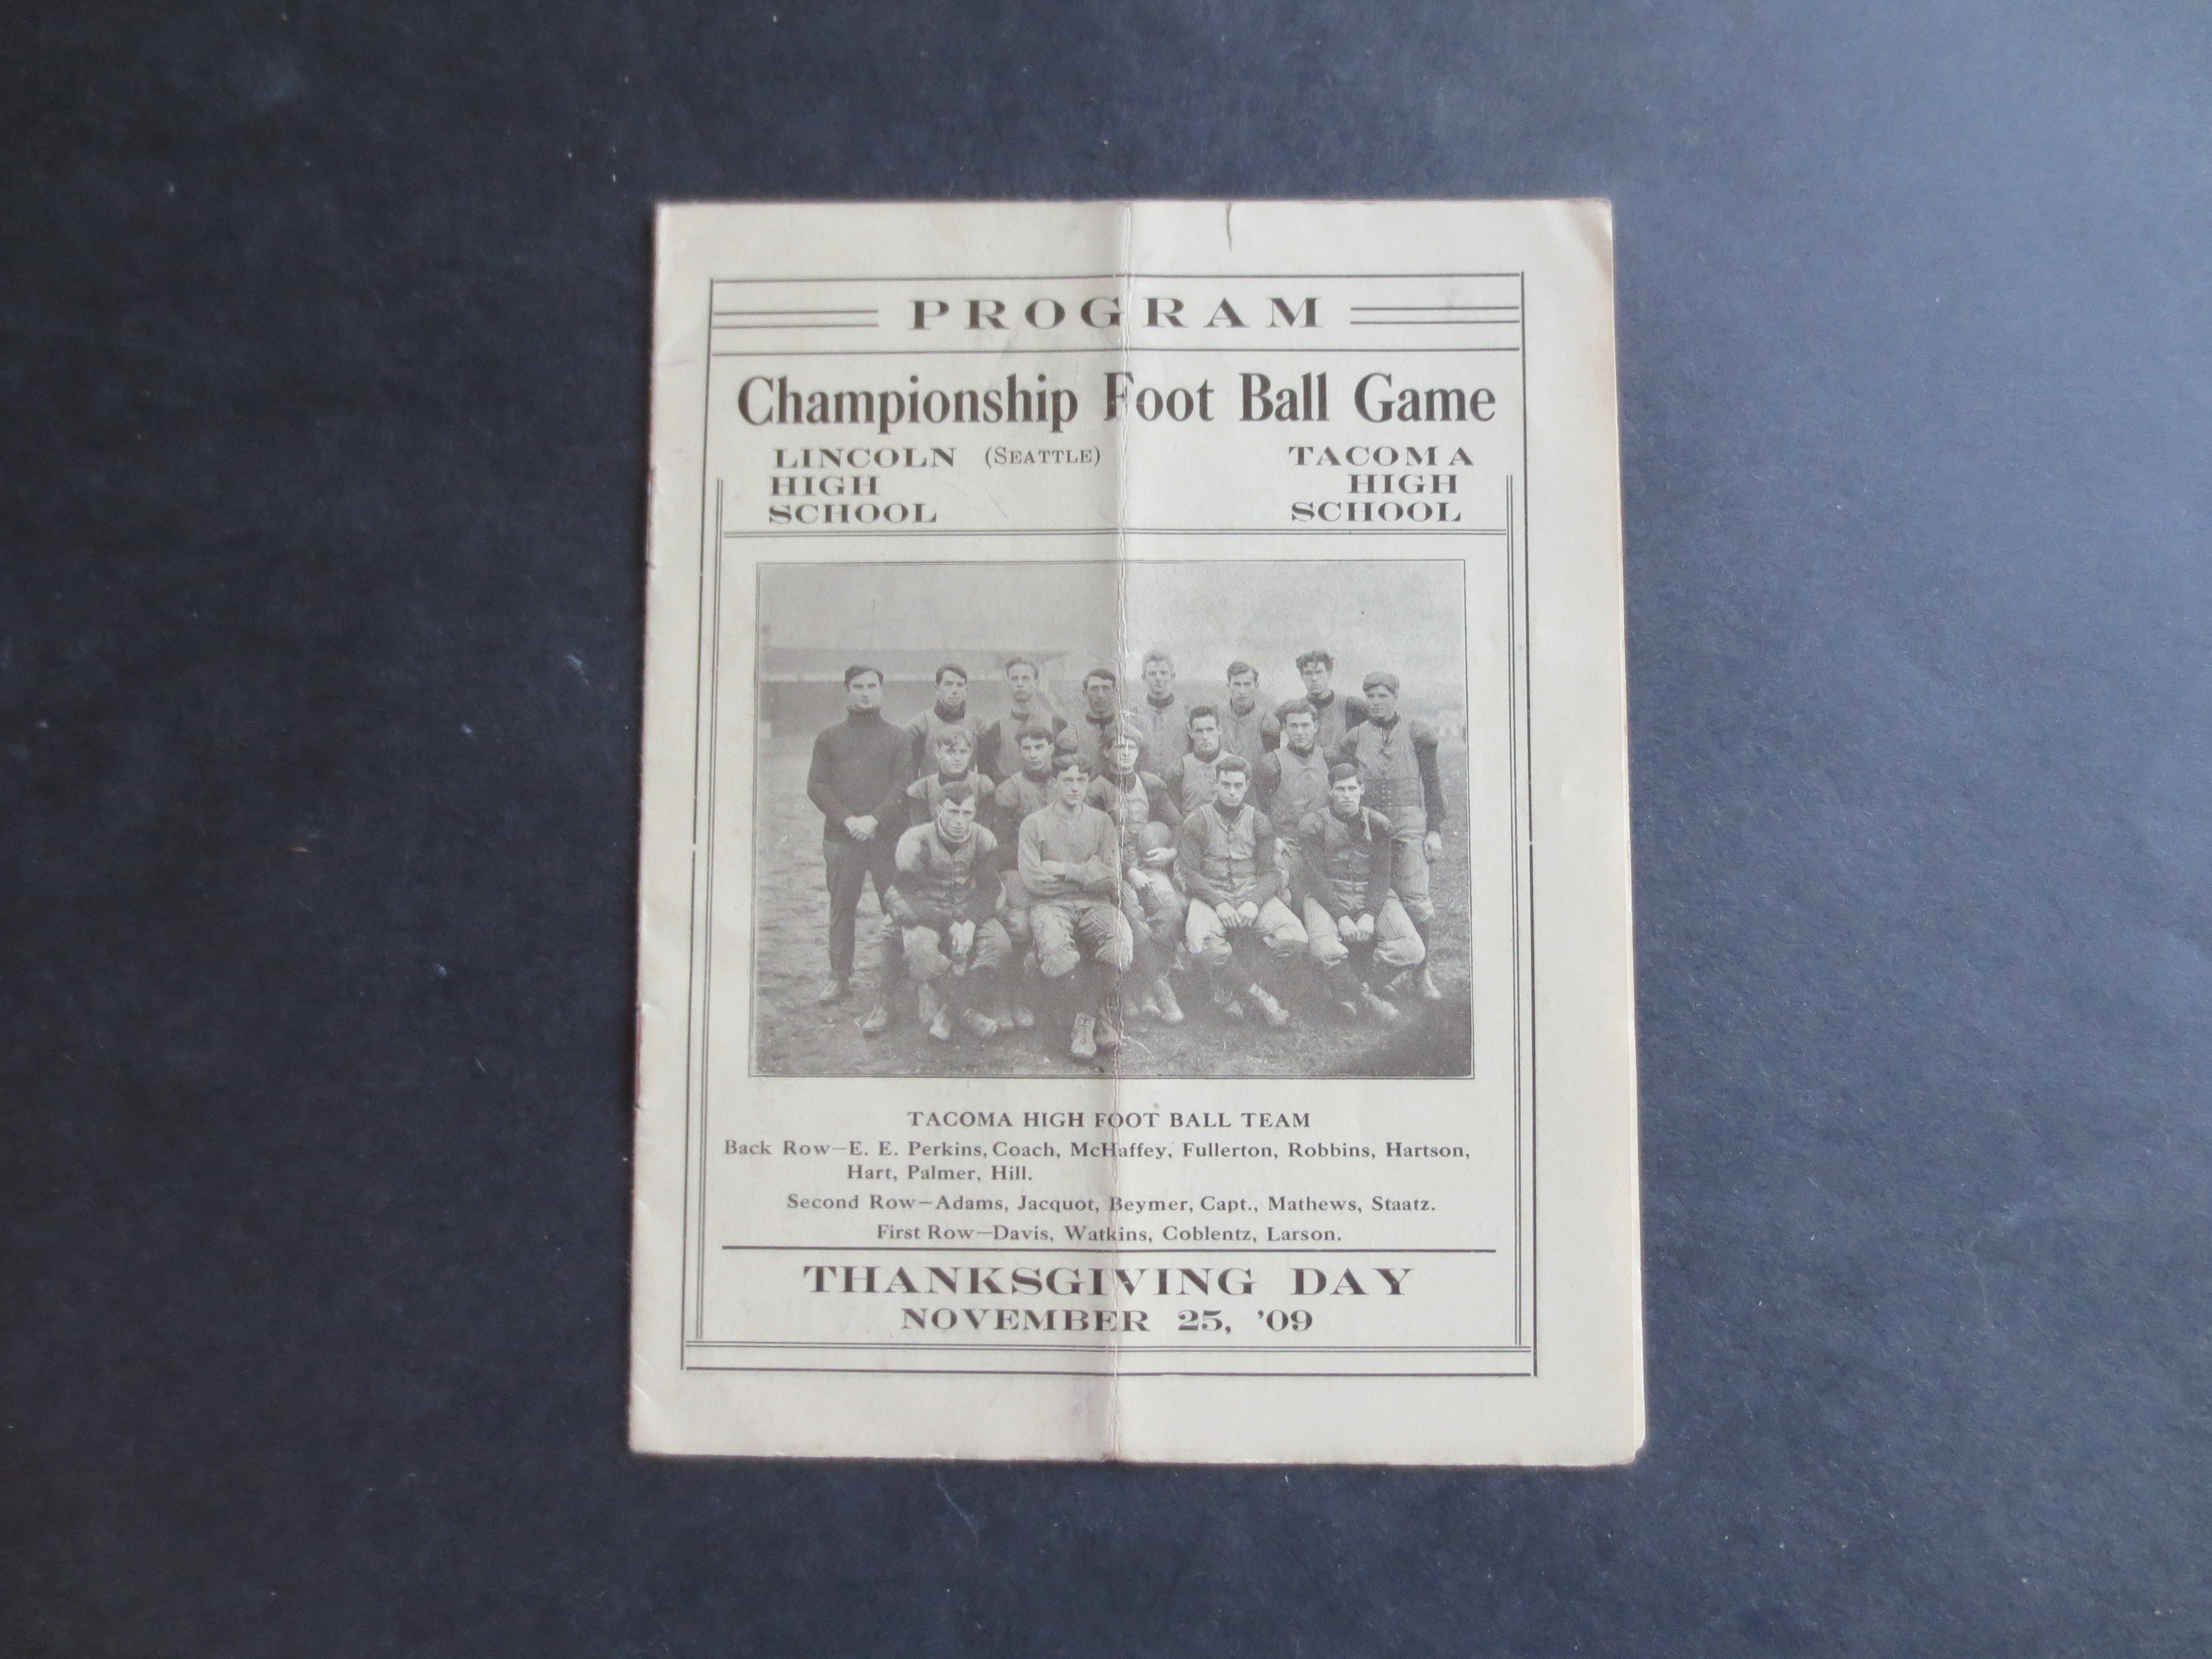 PROGRAM
Championship Foot Ball Game
LINCOLN (SEATTLE)
HIGH
SCHOOL
TACOMA
HIGH
SCHOOL
TACOMA HIGH FOOT BALL TEAM
Back Row—E. E. Perkins, Coach, McHaffey, Fullerton, Robbins, Hartson,
Hart, Palmer, Hill.
Second Row—Adams, Jacquot, Beymer, Capt., Mathews, Staatz.
First Row—Davis, Watkins, Coblentz, Larson.
THANKSGIVING DAY
NOVEMBER 25, '09